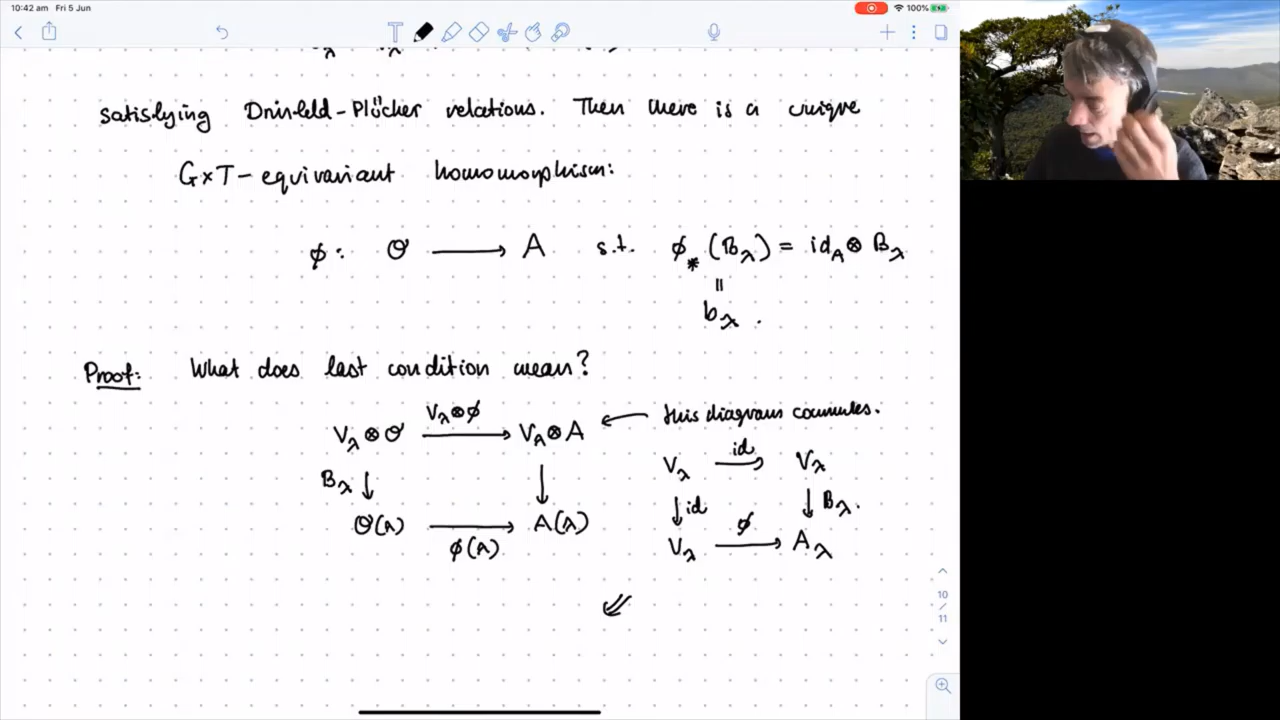 10:42 am Fri 5 Jun
100%
satisfying Drinfeld-Plücker relations. Then there is a unique
G×T-equivariant homomorphism:
ϕ: 𝒪 ⟶ A s.t. ϕ_* (B_λ) = id_A ⊗ B_λ
=
b_λ .
Proof: What does last condition mean?
V_λ ⊗ 𝒪 ⟶ V_λ ⊗ A ← this diagram commutes.
V_λ ⊗ ϕ
B_λ ↓ ↓
𝒪(λ) ⟶ A(λ)
ϕ(λ)
V_λ ⟶ V_λ
id
↓ id ↓ B_λ.
V_λ ⟶ A_λ
ϕ
10
/
11